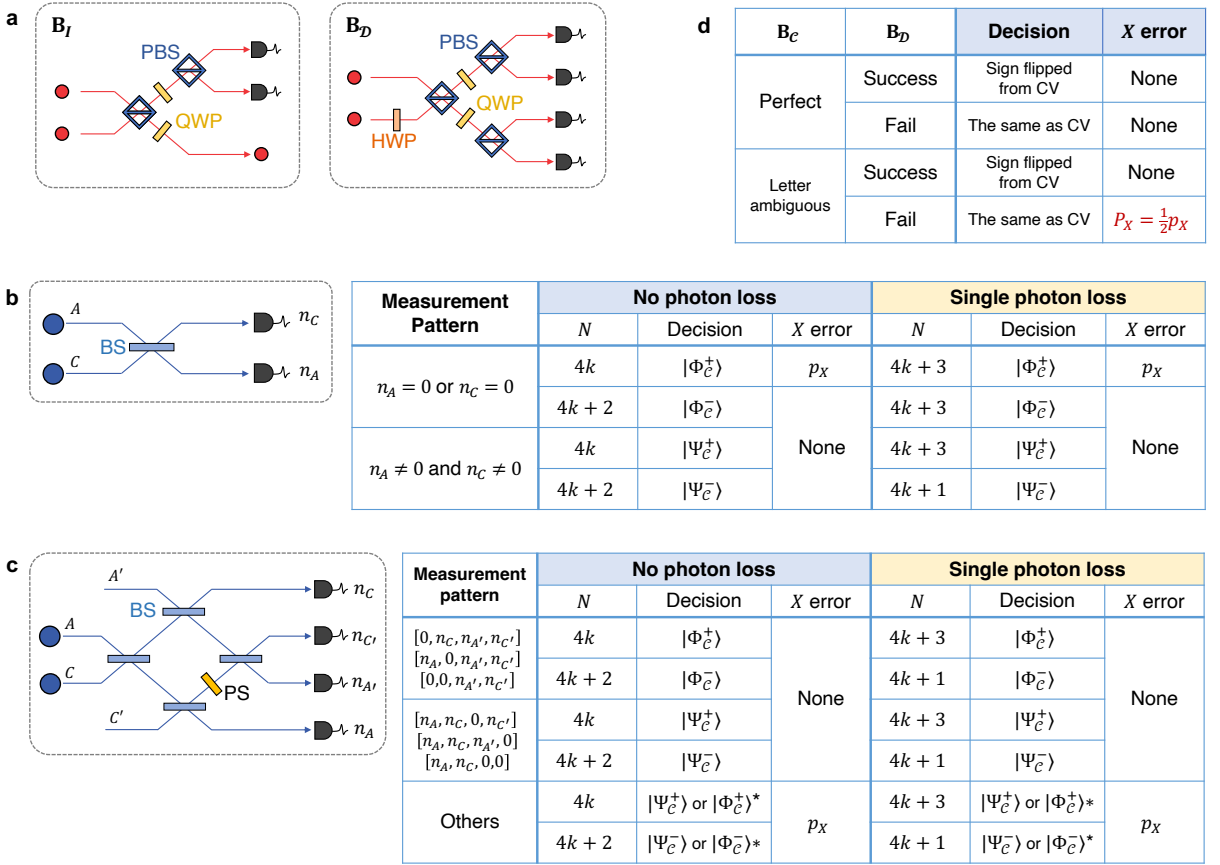 a
B_I
PBS
QWP
B_𝒟
PBS
QWP
HWP
d
B_𝒞 B_𝒟 Decision X error
Perfect
Success
Sign flipped
from CV
None
Fail
The same as CV
None
Letter
ambiguous
Success
Sign flipped
from CV
None
Fail
The same as CV
P_X = ½p_X
b
A
C
BS
n_C
n_A
Measurement
Pattern
No photon loss
Single photon loss
N Decision X error N Decision X error
n_A = 0 or n_C = 0
4k |Φ_𝒞^+⟩ p_X 4k + 3 |Φ_𝒞^+⟩ p_X
4k + 2 |Φ_𝒞^−⟩ None 4k + 3 |Φ_𝒞^−⟩ None
n_A ≠ 0 and n_C ≠ 0
4k |Ψ_𝒞^+⟩ 4k + 3 |Ψ_𝒞^+⟩
4k + 2 |Ψ_𝒞^−⟩ 4k + 1 |Ψ_𝒞^−⟩
c
A′
BS
A
C
C′
PS
n_C
n_C′
n_A′
n_A
Measurement
pattern
No photon loss
Single photon loss
N Decision X error N Decision X error
[0, n_C, n_A′, n_C′]
[n_A, 0, n_A′, n_C′]
[0,0, n_A′, n_C′]
4k |Φ_𝒞^+⟩ None 4k + 3 |Φ_𝒞^+⟩ None
4k + 2 |Φ_𝒞^−⟩ 4k + 1 |Φ_𝒞^−⟩
[n_A, n_C, 0, n_C′]
[n_A, n_C, n_A′, 0]
[n_A, n_C, 0,0]
4k |Ψ_𝒞^+⟩ 4k + 3 |Ψ_𝒞^+⟩
4k + 2 |Ψ_𝒞^−⟩ 4k + 1 |Ψ_𝒞^−⟩
Others
4k |Ψ_𝒞^+⟩ or |Φ_𝒞^+⟩* p_X 4k + 3 |Ψ_𝒞^+⟩ or |Φ_𝒞^+⟩* p_X
4k + 2 |Ψ_𝒞^−⟩ or |Φ_𝒞^−⟩* 4k + 1 |Ψ_𝒞^−⟩ or |Φ_𝒞^−⟩*